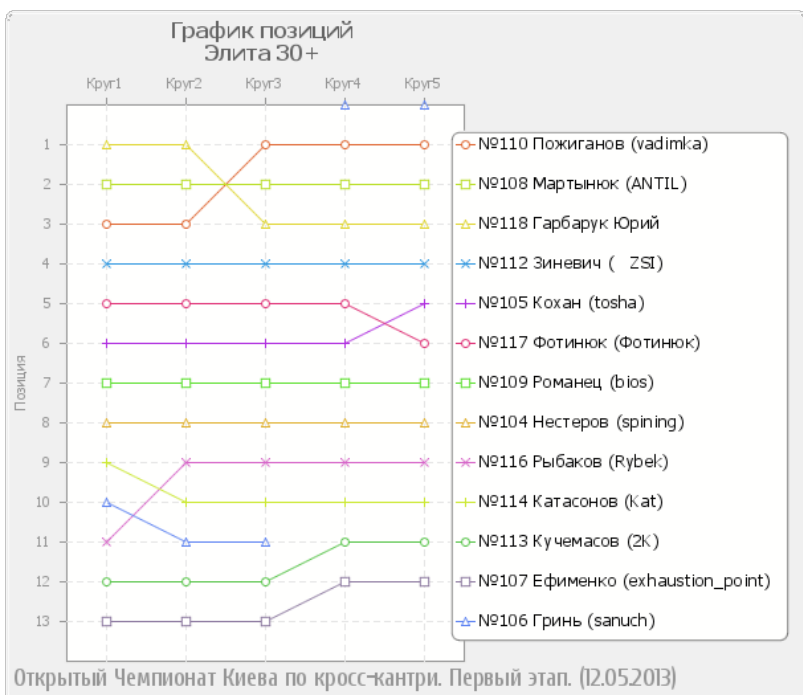 График позиций
Элита 30+
Круг1 Круг2 Круг3 Круг4 Круг5
Позиция
1
2
3
4
5
6
7
8
9
10
11
12
13
№110 Пожиганов (vadimka)
№108 Мартынюк (ANTIL)
№118 Гарбарук Юрий
№112 Зиневич ( ZSI)
№105 Кохан (tosha)
№117 Фотинюк (Фотинюк)
№109 Романец (bios)
№104 Нестеров (spining)
№116 Рыбаков (Rybek)
№114 Катасонов (kat)
№113 Кучемасов (2K)
№107 Ефименко (exhaustion_point)
№106 Гринь (sanuch)
Открытый Чемпионат Киева по кросс-кантри. Первый этап. (12.05.2013)